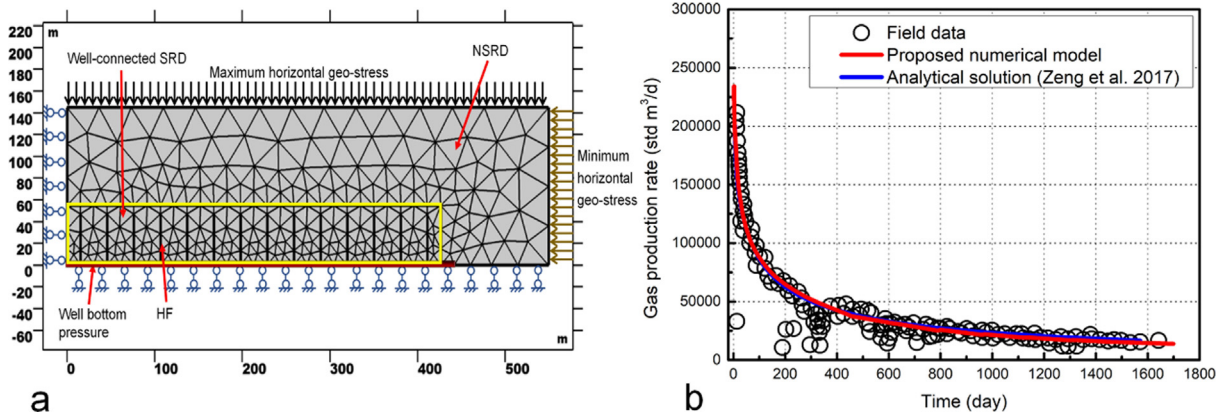 220
200
180
160
140
120
100
80
60
40
20
0
-20
-40
-60
m
Well-connected SRD
Maximum horizontal geo-stress
NSRD
Minimum
horizontal
geo-stress
Well bottom
pressure
HF
m
0 100 200 300 400 500
a
300000
250000
200000
150000
100000
50000
0
Gas production rate (std m³/d)
Field data
Proposed numerical model
Analytical solution (Zeng et al. 2017)
0 200 400 600 800 1000 1200 1400 1600
Time (day)
b